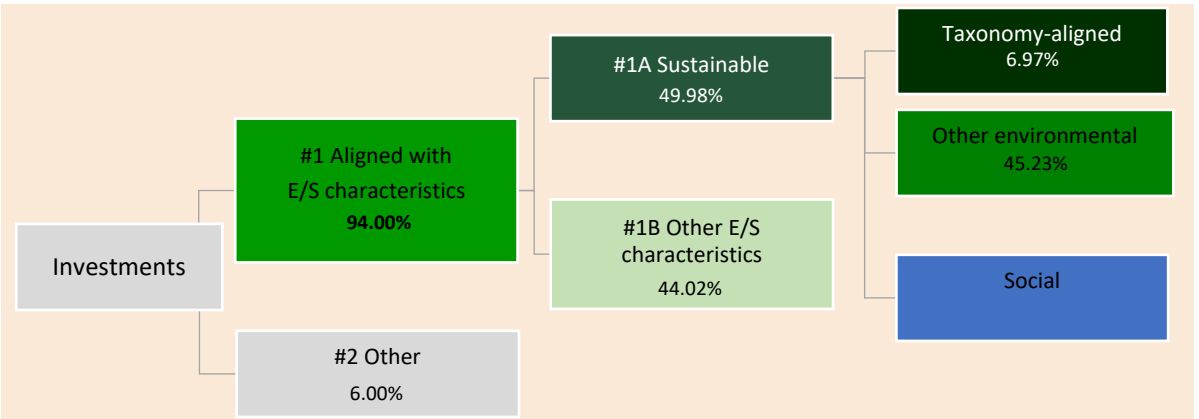 Investments
#1 Aligned with
E/S characteristics
94.00%
#2 Other
6.00%
#1A Sustainable
49.98%
#1B Other E/S
characteristics
44.02%
Taxonomy-aligned
6.97%
Other environmental
45.23%
Social